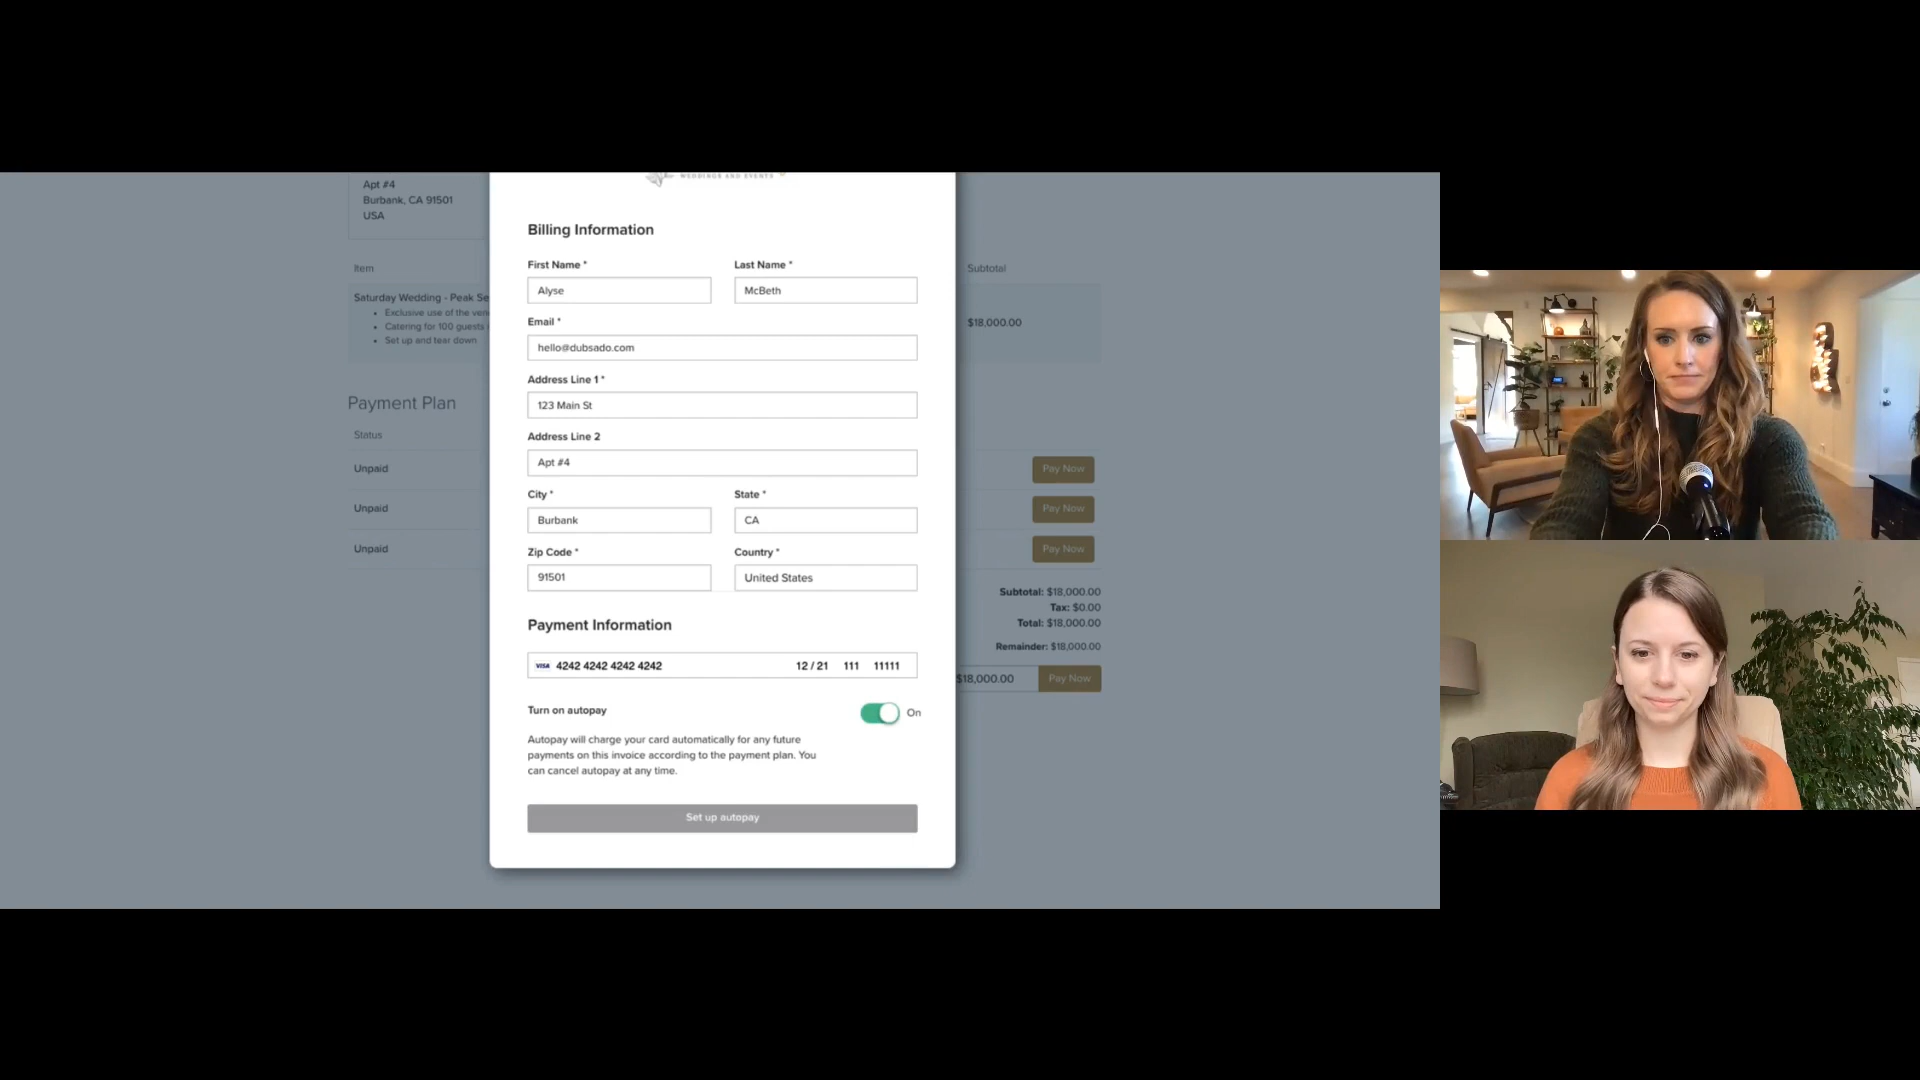 WEDDINGS AND EVENTS
Apt #4
Burbank, CA 91501
USA
Item
Subtotal
Saturday Wedding - Peak Se
Exclusive use of the ven
Catering for 100 guests
Set up and tear down
$18,000.00
Payment Plan
Status
Unpaid
Pay Now
Unpaid
Pay Now
Unpaid
Pay Now
Subtotal: $18,000.00
Tax: $0.00
Total: $18,000.00
Remainder: $18,000.00
$18,000.00
Pay Now
Billing Information
First Name *
Last Name *
Alyse
McBeth
Email *
hello@dubsado.com
Address Line 1 *
123 Main St
Address Line 2
Apt #4
City *
State *
Burbank
CA
Zip Code *
Country *
91501
United States
Payment Information
VISA 4242 4242 4242 4242 12 / 21 111 11111
Turn on autopay
On
Autopay will charge your card automatically for any future
payments on this invoice according to the payment plan. You
can cancel autopay at any time.
Set up autopay